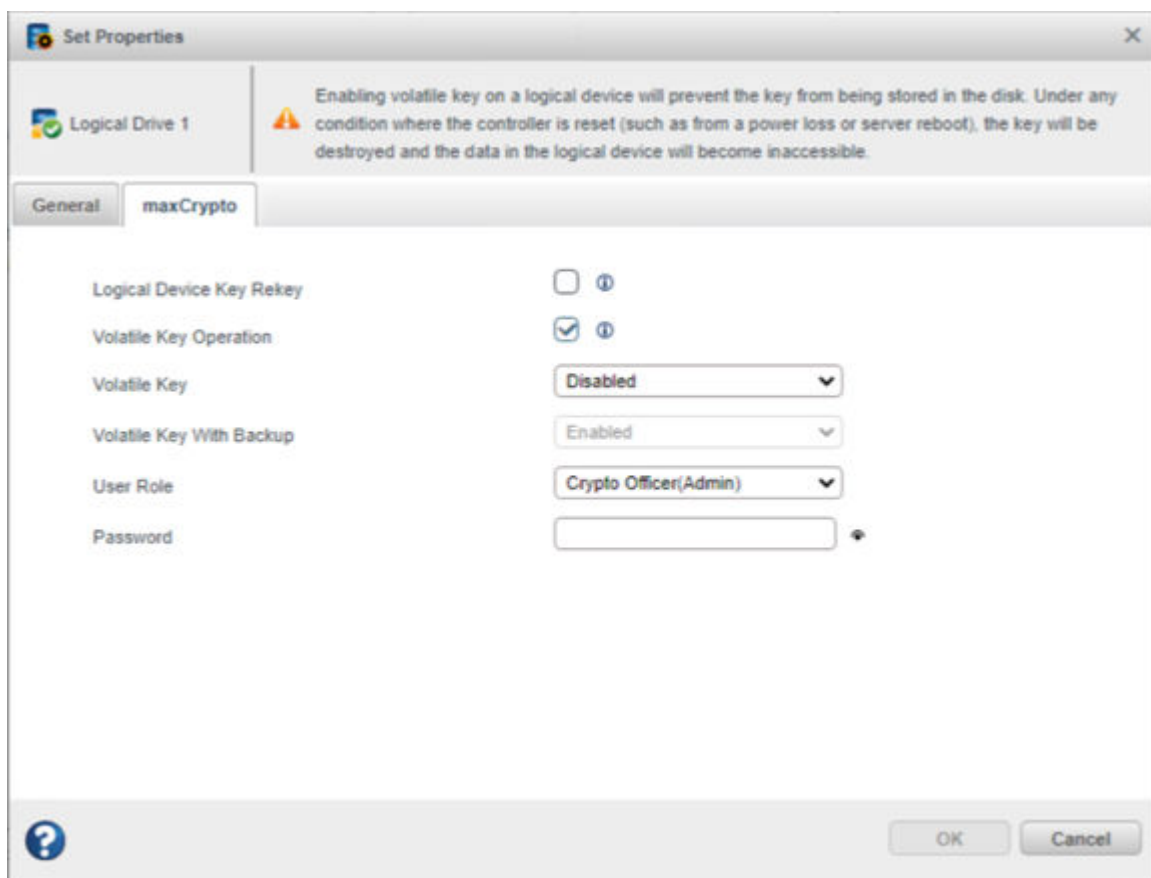 Set Properties
Logical Drive 1
Enabling volatile key on a logical device will prevent the key from being stored in the disk. Under any
condition where the controller is reset (such as from a power loss or server reboot), the key will be
destroyed and the data in the logical device will become inaccessible.
General
maxCrypto
Logical Device Key Rekey
Volatile Key Operation
Volatile Key
Disabled
Volatile Key With Backup
Enabled
User Role
Crypto Officer(Admin)
Password
OK
Cancel